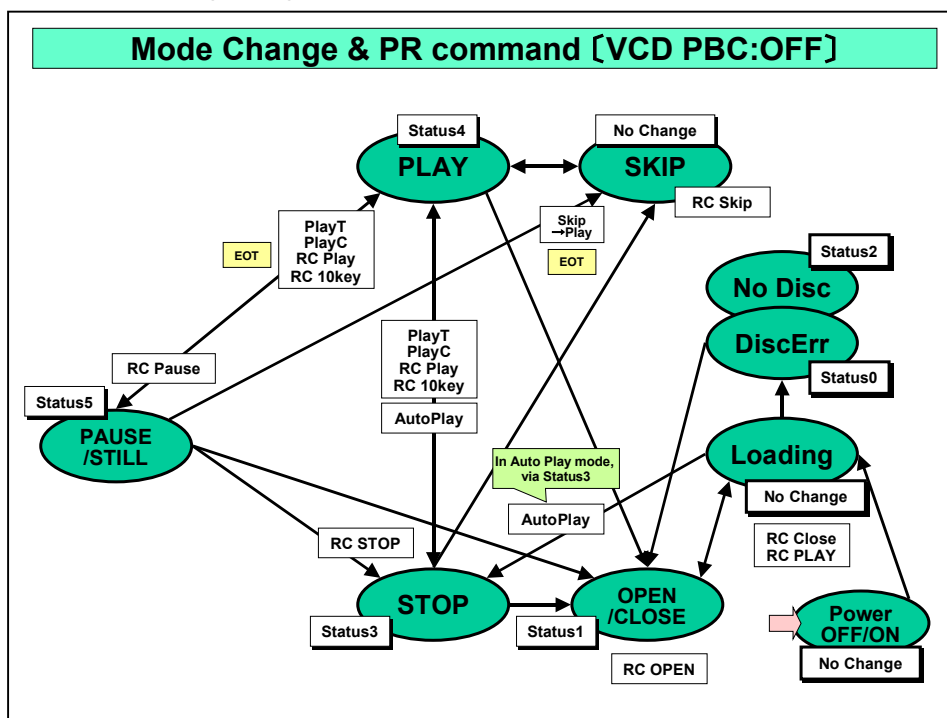 Mode Change & PR command〔VCD PBC:OFF〕
Status4
PLAY
No Change
SKIP
RC Skip
PlayT
PlayC
RC Play
RC 10key
EOT
Skip
→Play
EOT
Status2
No Disc
DiscErr
Status0
RC Pause
PlayT
PlayC
RC Play
RC 10key
AutoPlay
Status5
PAUSE
/STILL
Loading
No Change
In Auto Play mode,
via Status3
AutoPlay
RC Close
RC PLAY
RC STOP
STOP
Status3
OPEN
/CLOSE
Status1
RC OPEN
Power
OFF/ON
No Change